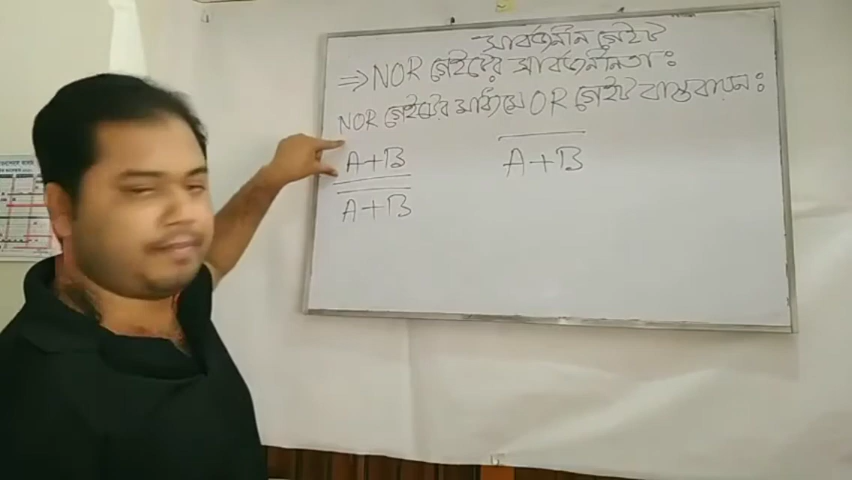 সার্বজনীন গেইট
⇒ NOR গেইটের সার্বজনীনতা:
NOR গেইটের মাধ্যমে OR গেইট বাস্তবায়ন:
A+B
A̿+̿B̿
A̅+̅B̅